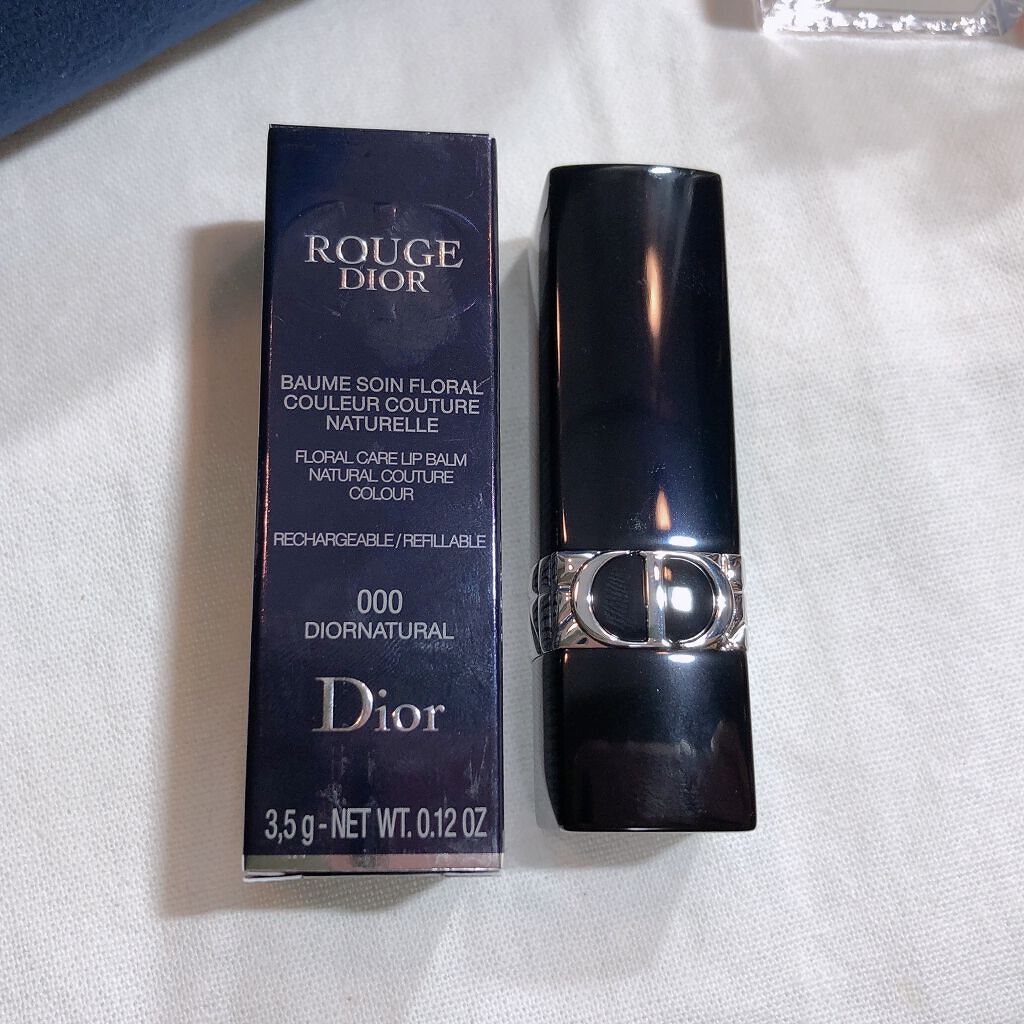 ROUGE
DIOR
BAUME SOIN FLORAL
COULEUR COUTURE
NATURELLE
FLORAL CARE LIP BALM
NATURAL COUTURE
COLOUR
RECHARGEABLE/REFILLABLE
000
DIORNATURAL
Dior
3,5 g - NET WT. 0.12 OZ
CD